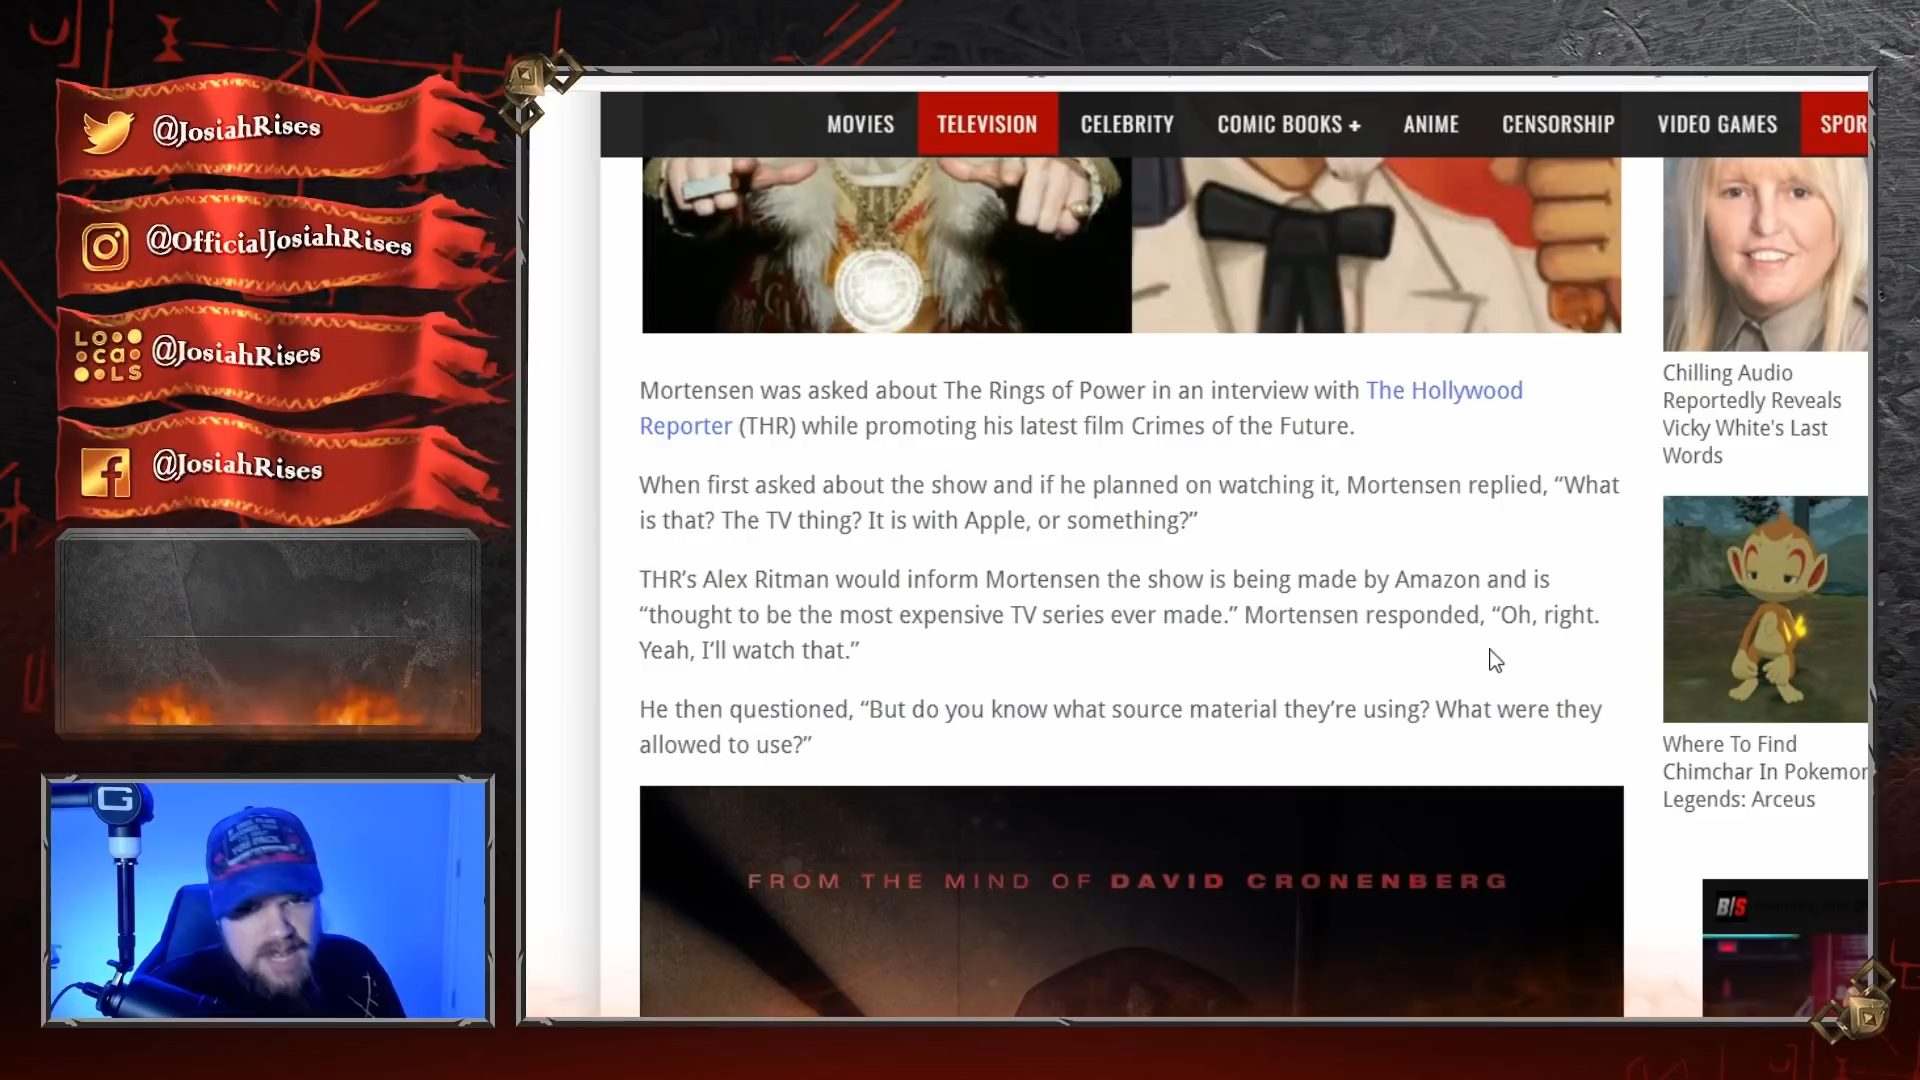 @JosiahRises
@OfficialJosiahRises
LOcaLS
@JosiahRises
@JosiahRises
MOVIES TELEVISION CELEBRITY COMIC BOOKS + ANIME CENSORSHIP VIDEO GAMES SPOR
Mortensen was asked about The Rings of Power in an interview with The Hollywood
Reporter (THR) while promoting his latest film Crimes of the Future.
When first asked about the show and if he planned on watching it, Mortensen replied, “What
is that? The TV thing? It is with Apple, or something?”
THR’s Alex Ritman would inform Mortensen the show is being made by Amazon and is
“thought to be the most expensive TV series ever made.” Mortensen responded, “Oh, right.
Yeah, I’ll watch that.”
He then questioned, “But do you know what source material they’re using? What were they
allowed to use?”
FROM THE MIND OF DAVID CRONENBERG
Chilling Audio
Reportedly Reveals
Vicky White's Last
Words
Where To Find
Chimchar In Pokemon
Legends: Arceus
B/S
G